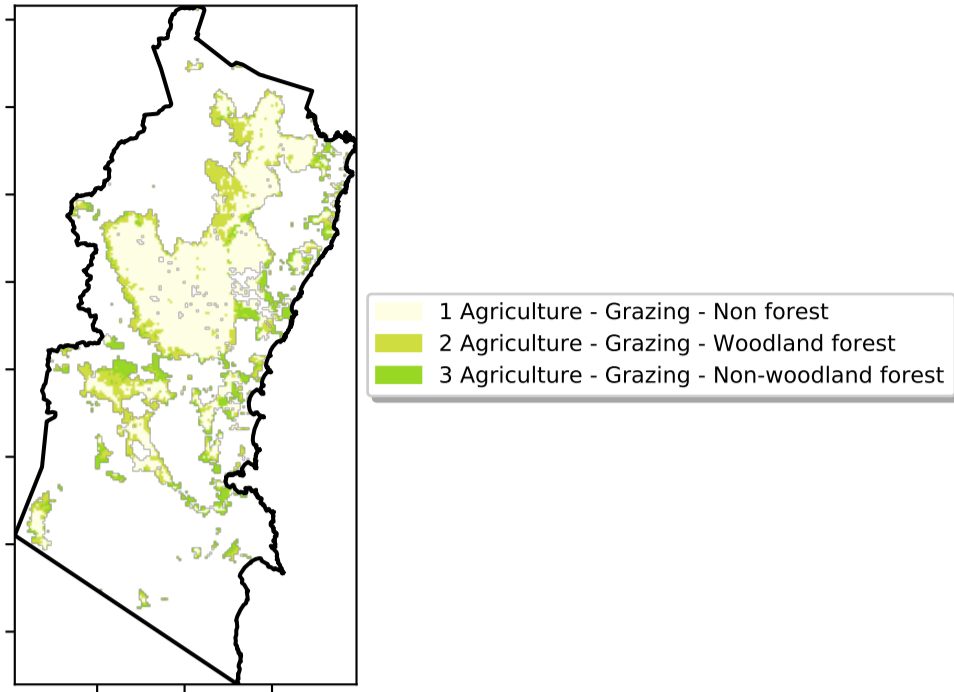 1 Agriculture - Grazing - Non forest
2 Agriculture - Grazing - Woodland forest
3 Agriculture - Grazing - Non-woodland forest